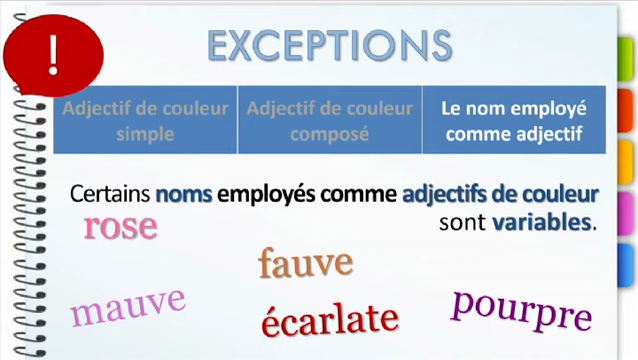 !
EXCEPTIONS
Adjectif de couleur simple
Adjectif de couleur composé
Le nom employé comme adjectif
Certains noms employés comme adjectifs de couleur
sont variables.
rose
fauve
mauve
écarlate
pourpre